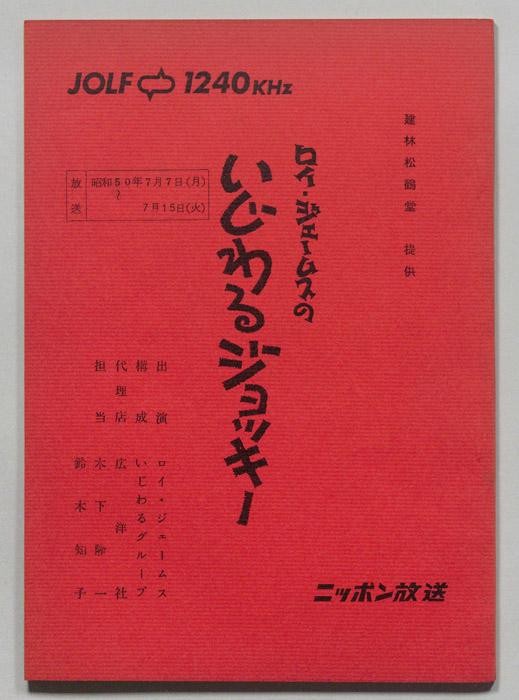 JOLF 1240KHz
建林松鶴堂 提供
ロイ・ジェームスの
いじわるジョッキー
放送 昭和50年7月7日(月)
〜
7月15日(火)
出演 ロイ・ジェームス
構成 いじわるグループ
代理店 広洋社
担当 木下隆一
鈴木知子
ニッポン放送